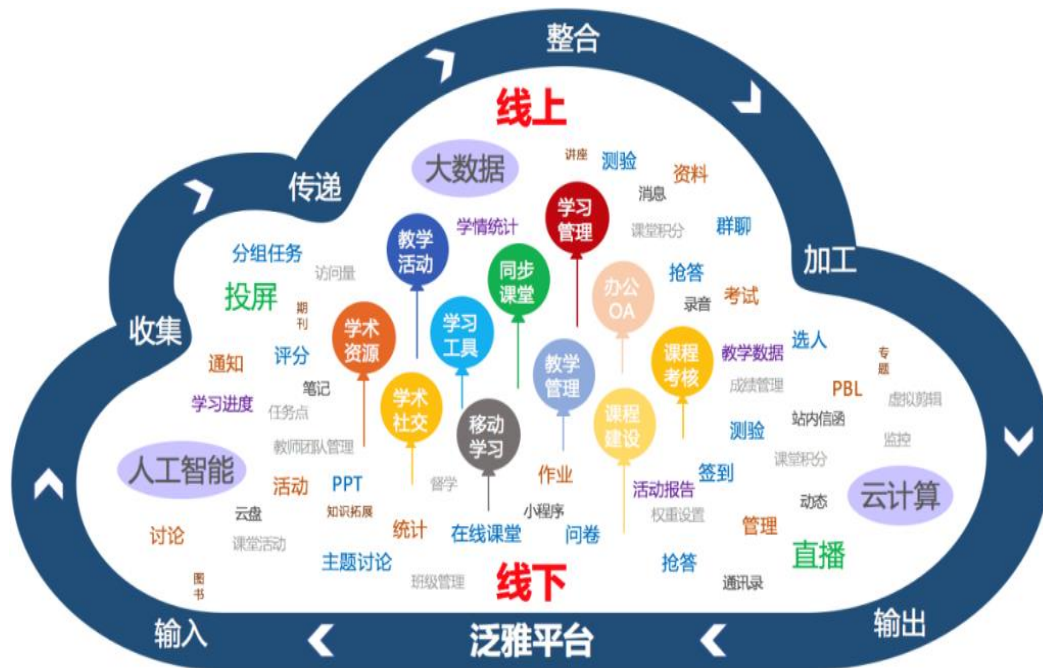 整合
线上
传递
大数据
讲座
测验
资料
消息
学习
管理
教学
活动
学情统计
课堂积分
群聊
分组任务
访问量
同步
课堂
办公
OA
抢答
加工
投屏
期
刊
录音
考试
收集
学术
资源
学习
工具
通知
评分
教学
管理
课程
考核
教学数据
选人
专
题
笔记
成绩管理
PBL
虚拟剪辑
学习进度
任务点
学术
社交
移动
学习
课程
建设
测验
站内信函
监控
教师团队管理
课堂积分
人工智能
活动
PPT
督学
作业
签到
活动报告
云计算
动态
云盘
知识拓展
小程序
权重设置
讨论
课堂活动
统计
在线课堂
问卷
管理
主题讨论
抢答
直播
图
书
班级管理
线下
通讯录
输入
泛雅平台
输出